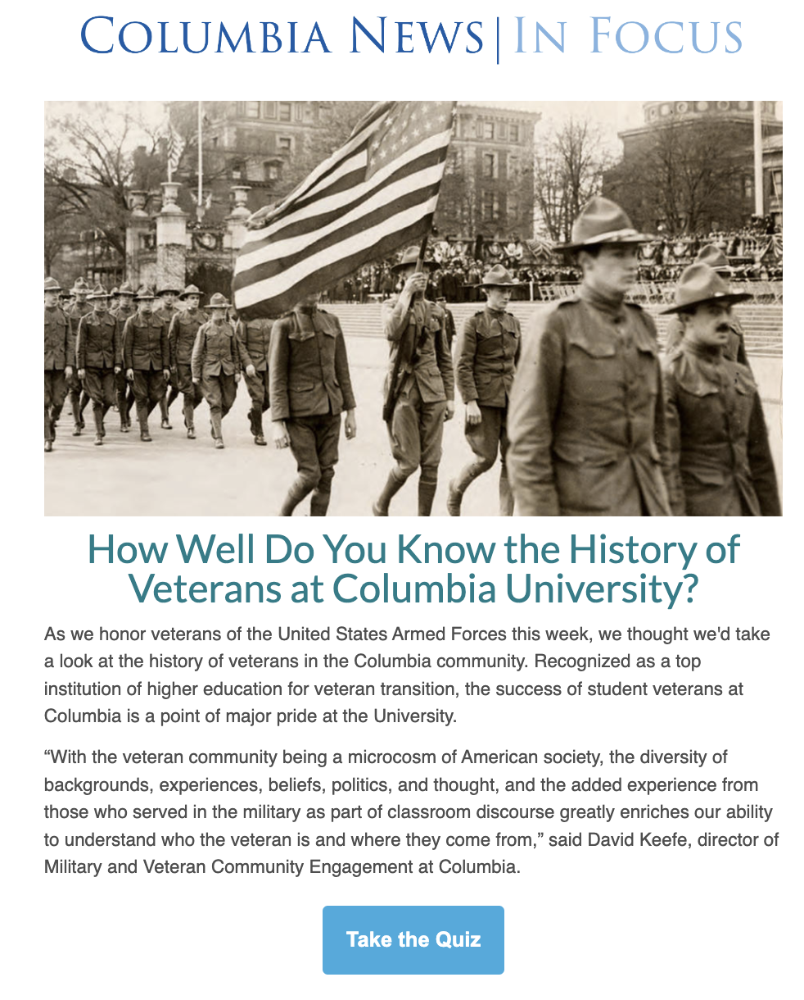 COLUMBIA NEWS | IN FOCUS
How Well Do You Know the History of
Veterans at Columbia University?
As we honor veterans of the United States Armed Forces this week, we thought we'd take
a look at the history of veterans in the Columbia community. Recognized as a top
institution of higher education for veteran transition, the success of student veterans at
Columbia is a point of major pride at the University.
“With the veteran community being a microcosm of American society, the diversity of
backgrounds, experiences, beliefs, politics, and thought, and the added experience from
those who served in the military as part of classroom discourse greatly enriches our ability
to understand who the veteran is and where they come from,” said David Keefe, director of
Military and Veteran Community Engagement at Columbia.
Take the Quiz